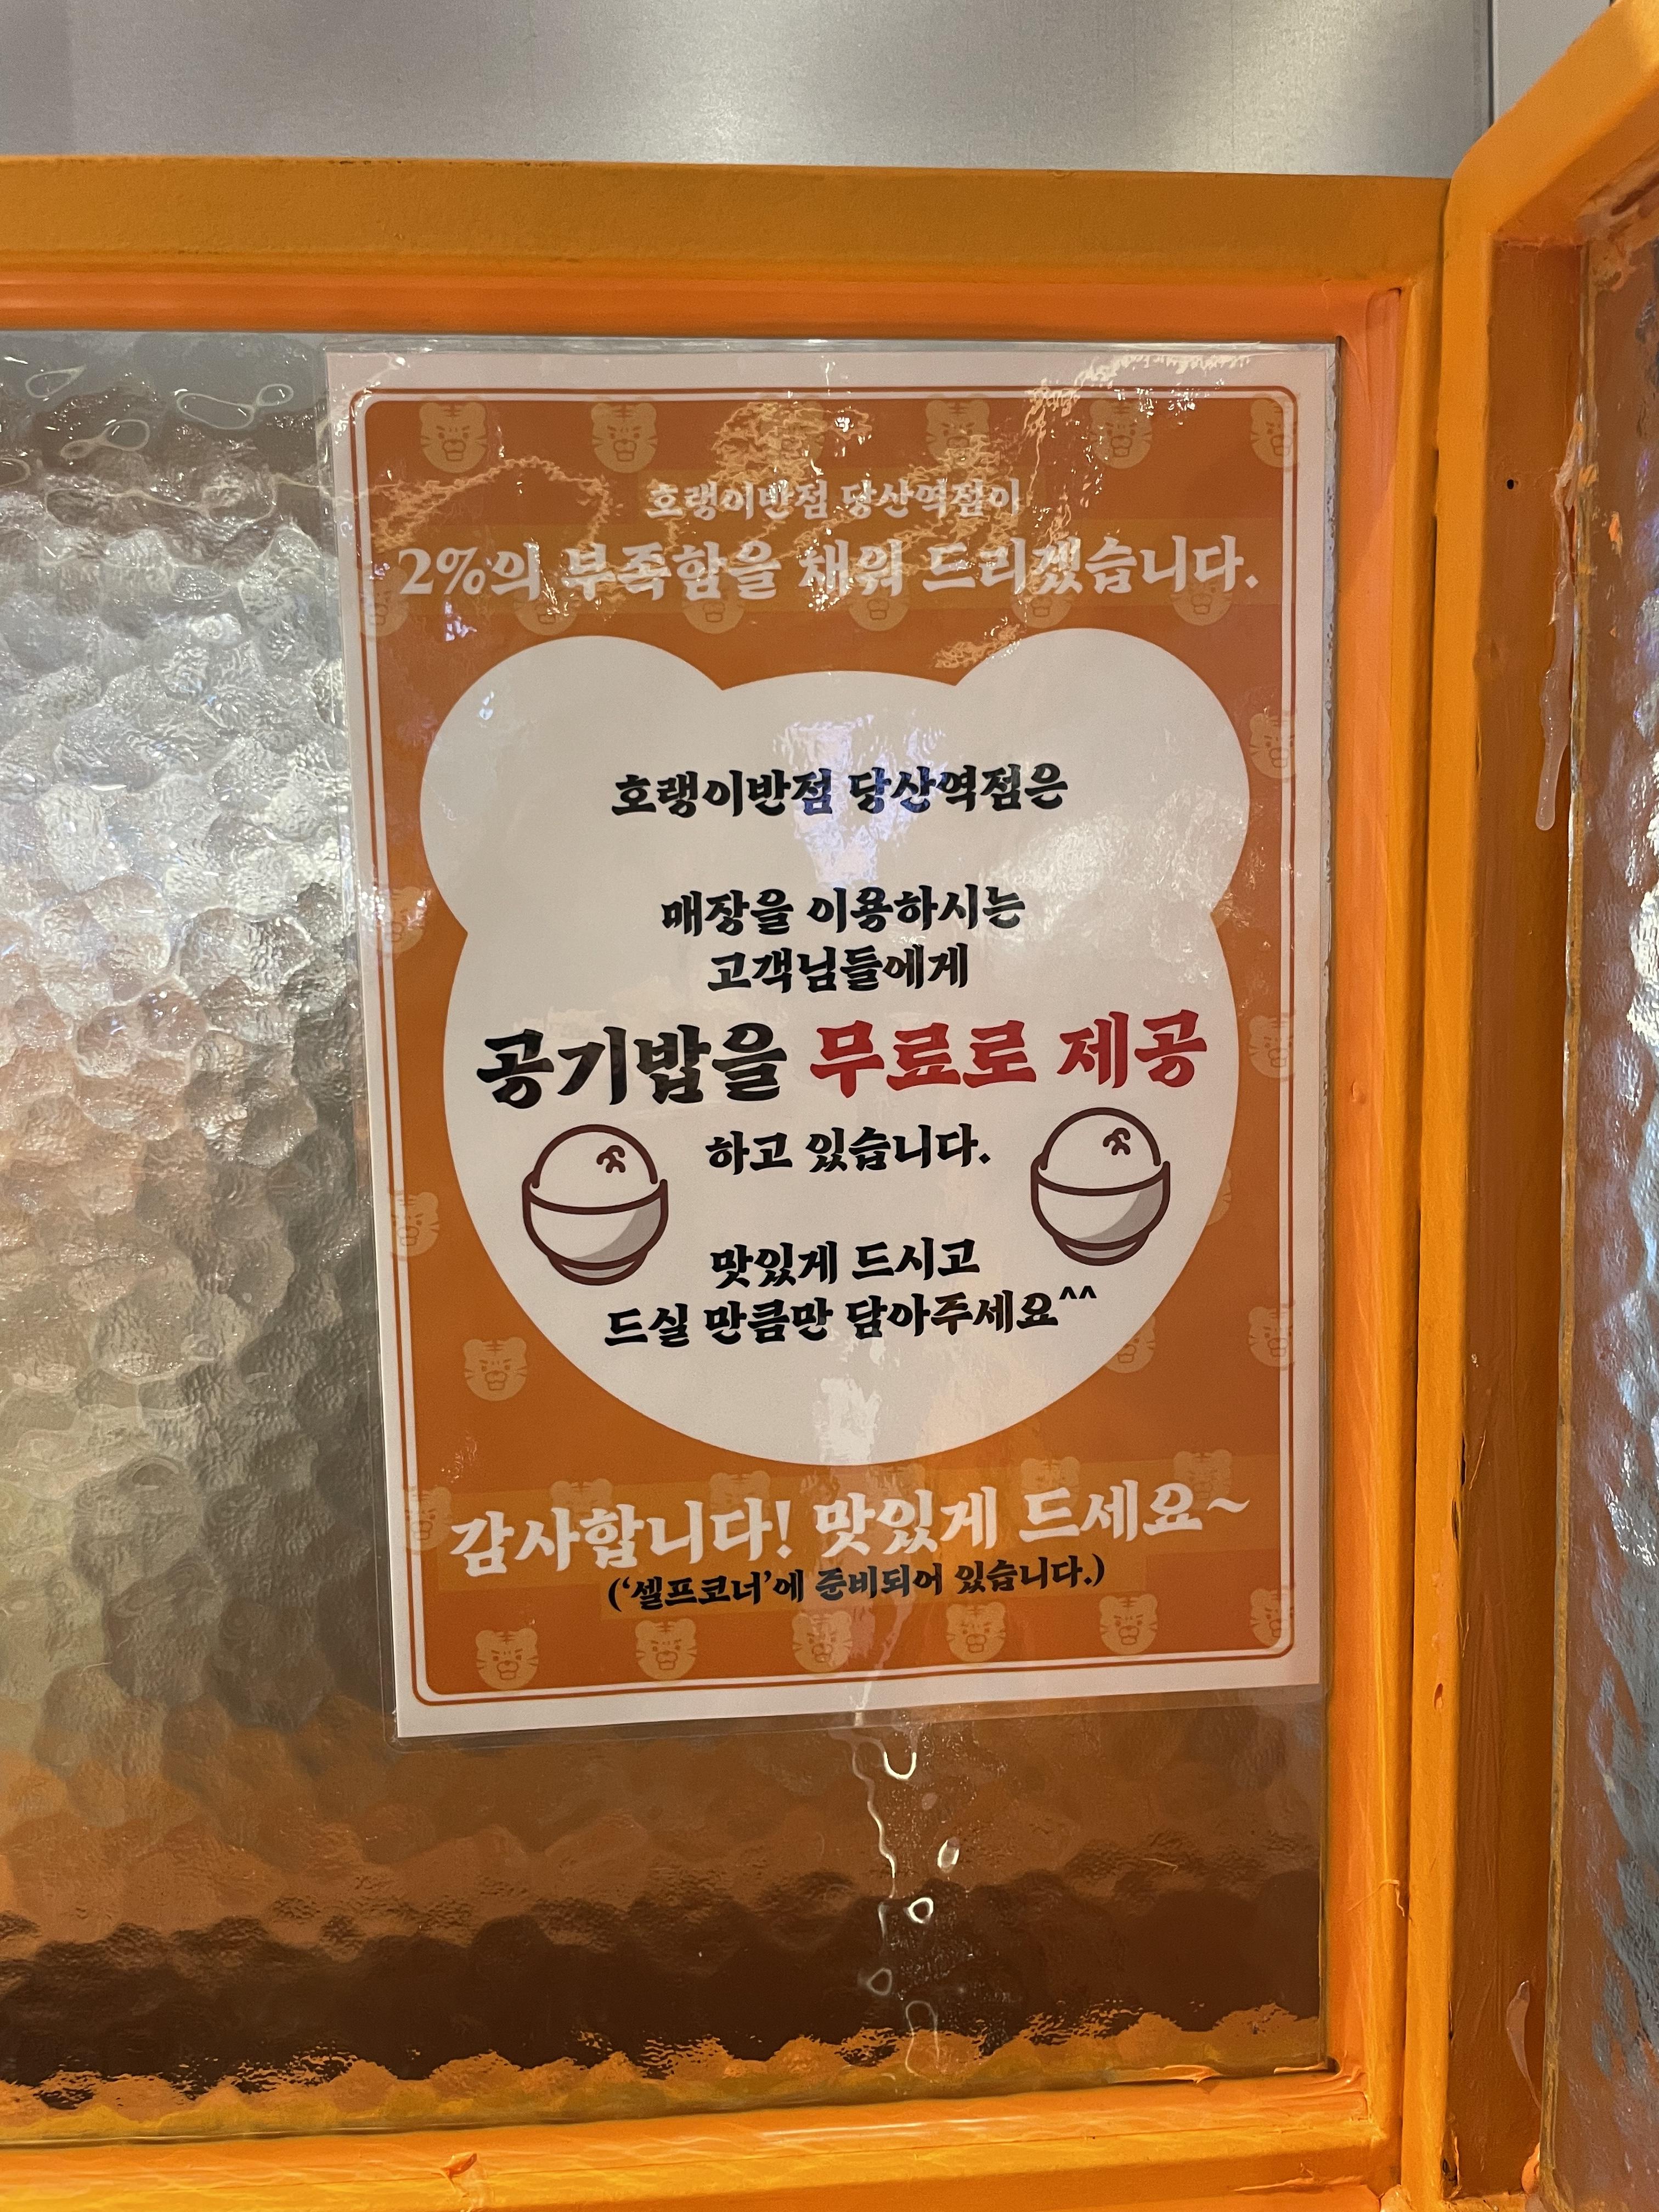 호랭이반점 당산역점이
2%의 부족함을 채워 드리겠습니다.
호랭이반점 당산역점은
매장을 이용하시는
고객님들에게
공기밥을 무료로 제공
하고 있습니다.
맛있게 드시고
드실 만큼만 담아주세요^^
감사합니다! 맛있게 드세요~
(‘셀프코너’에 준비되어 있습니다.)